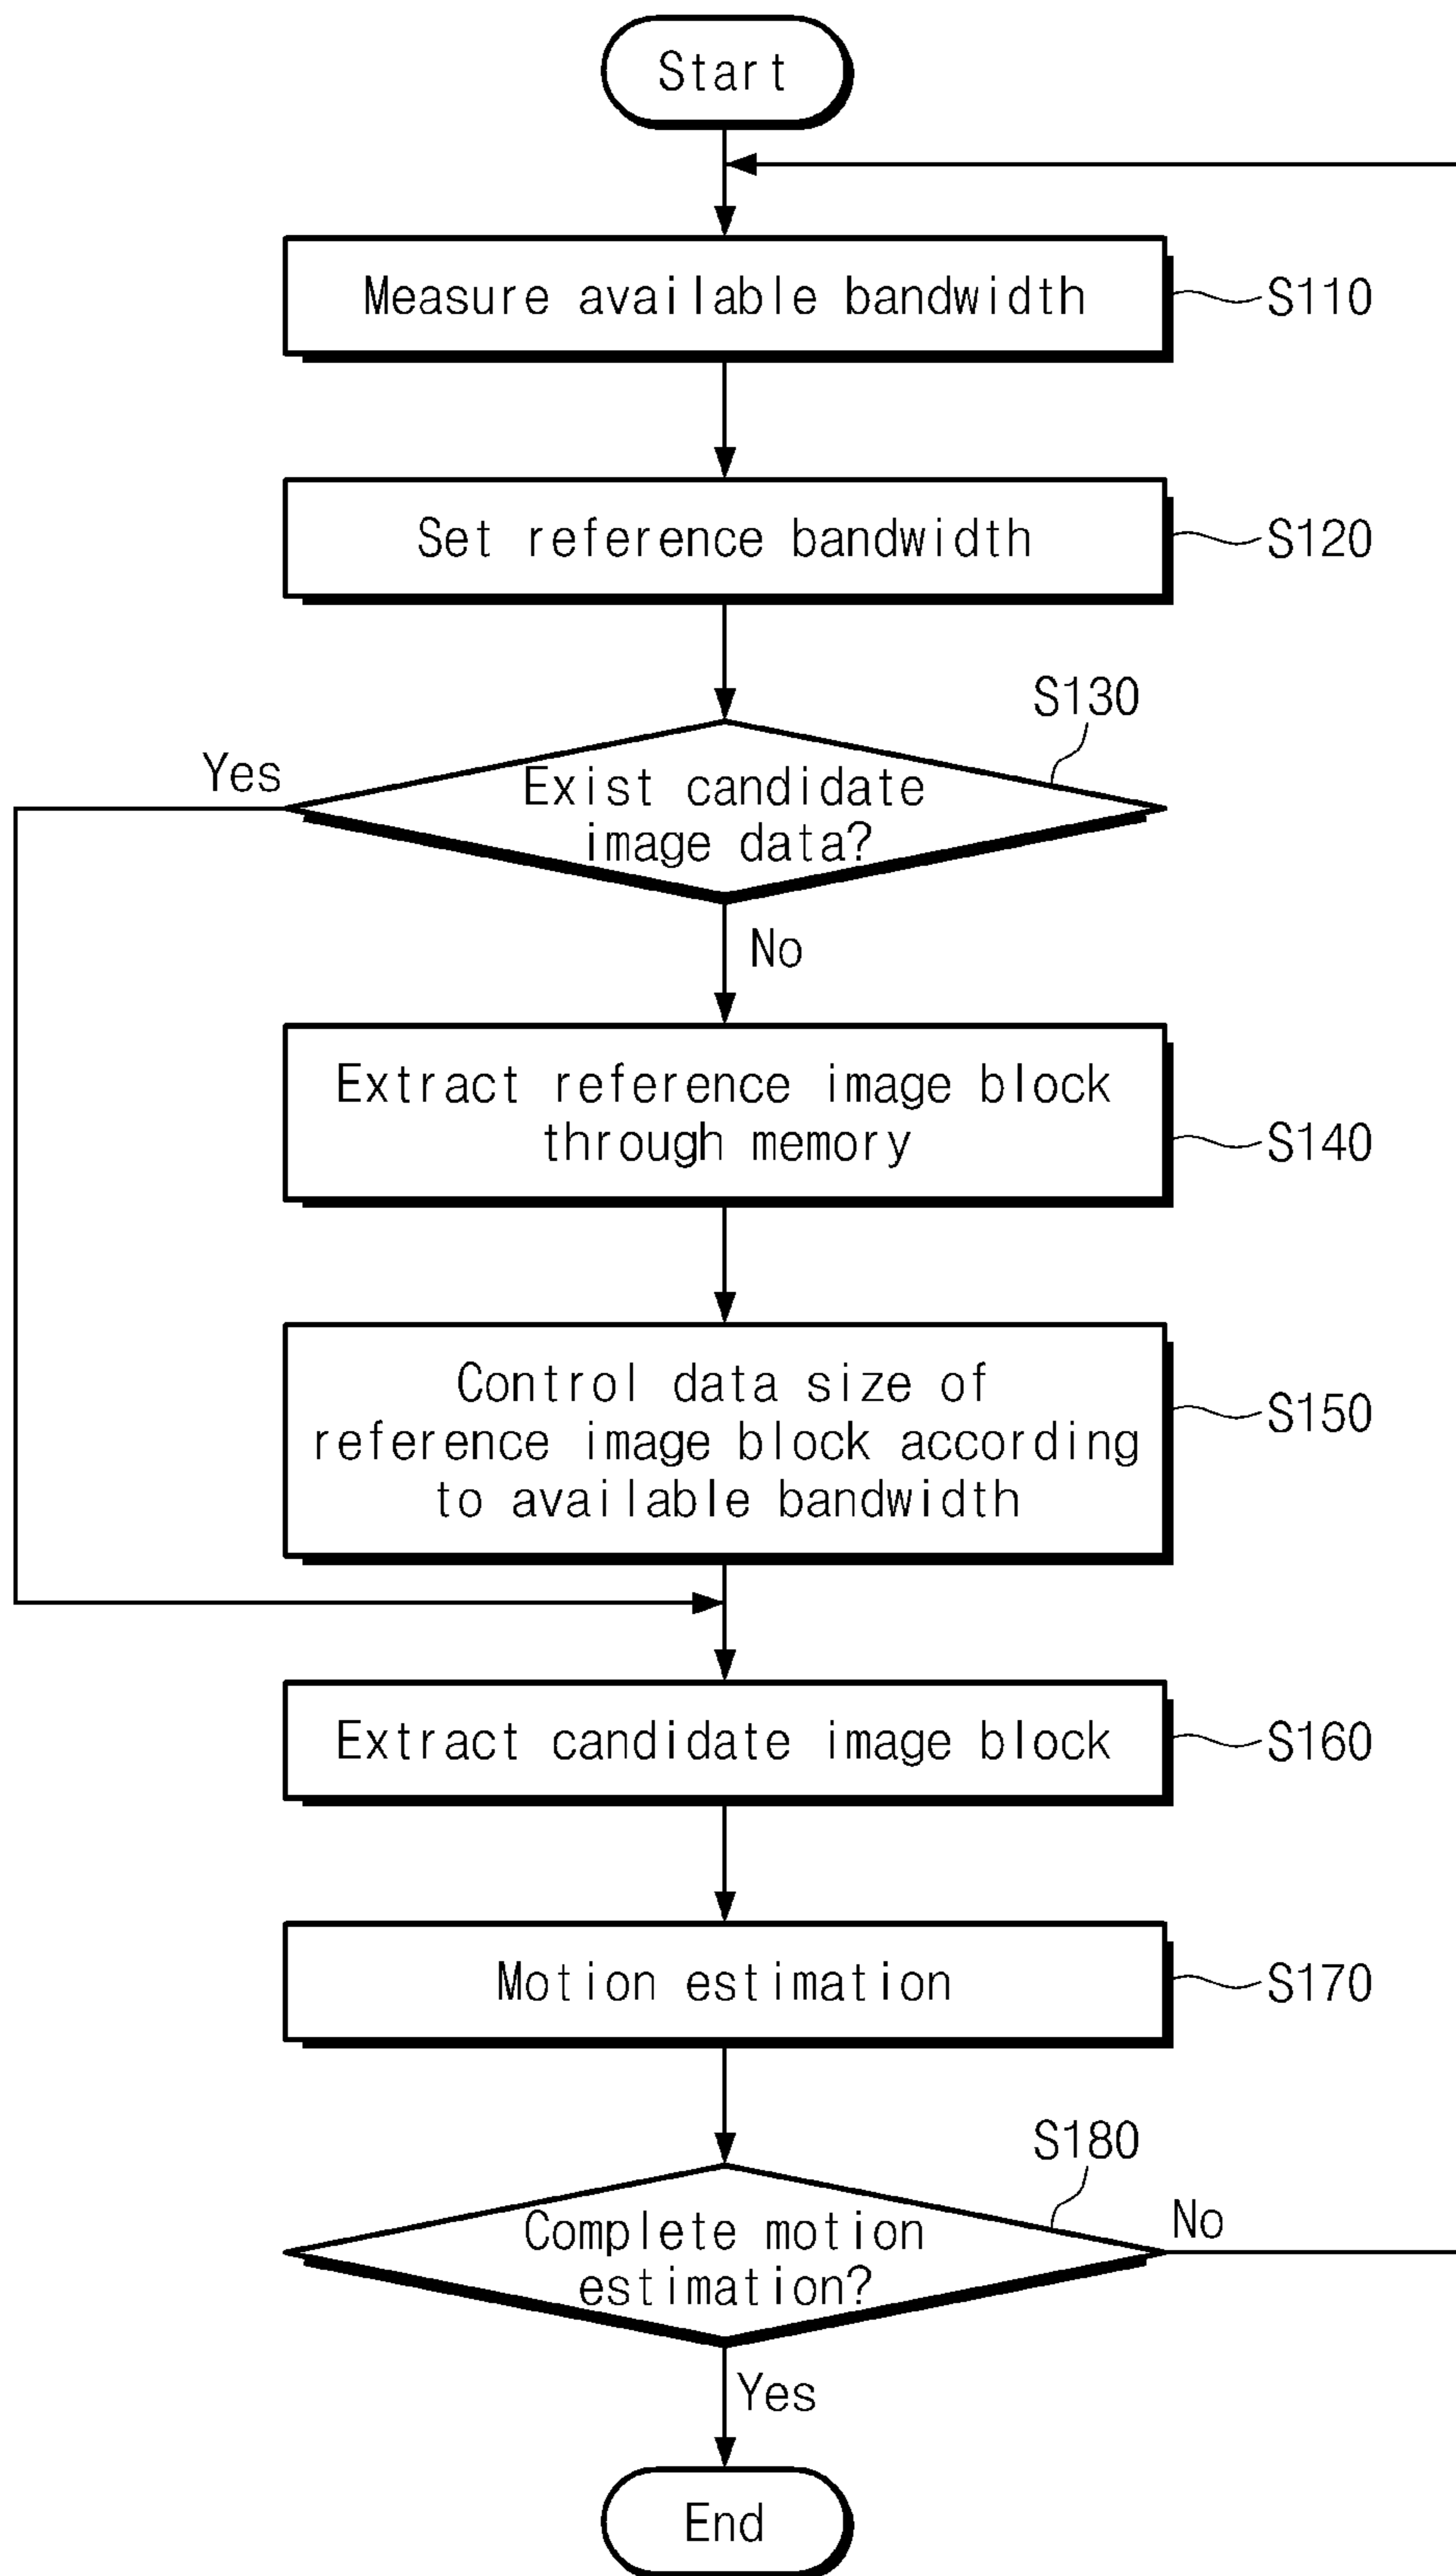 Start
Measure available bandwidth
S110
Set reference bandwidth
S120
S130
Yes
Exist candidate
image data?
No
Extract reference image block
through memory
S140
Control data size of
reference image block according
to available bandwidth
S150
Extract candidate image block
S160
Motion estimation
S170
S180
Complete motion
estimation?
No
Yes
End